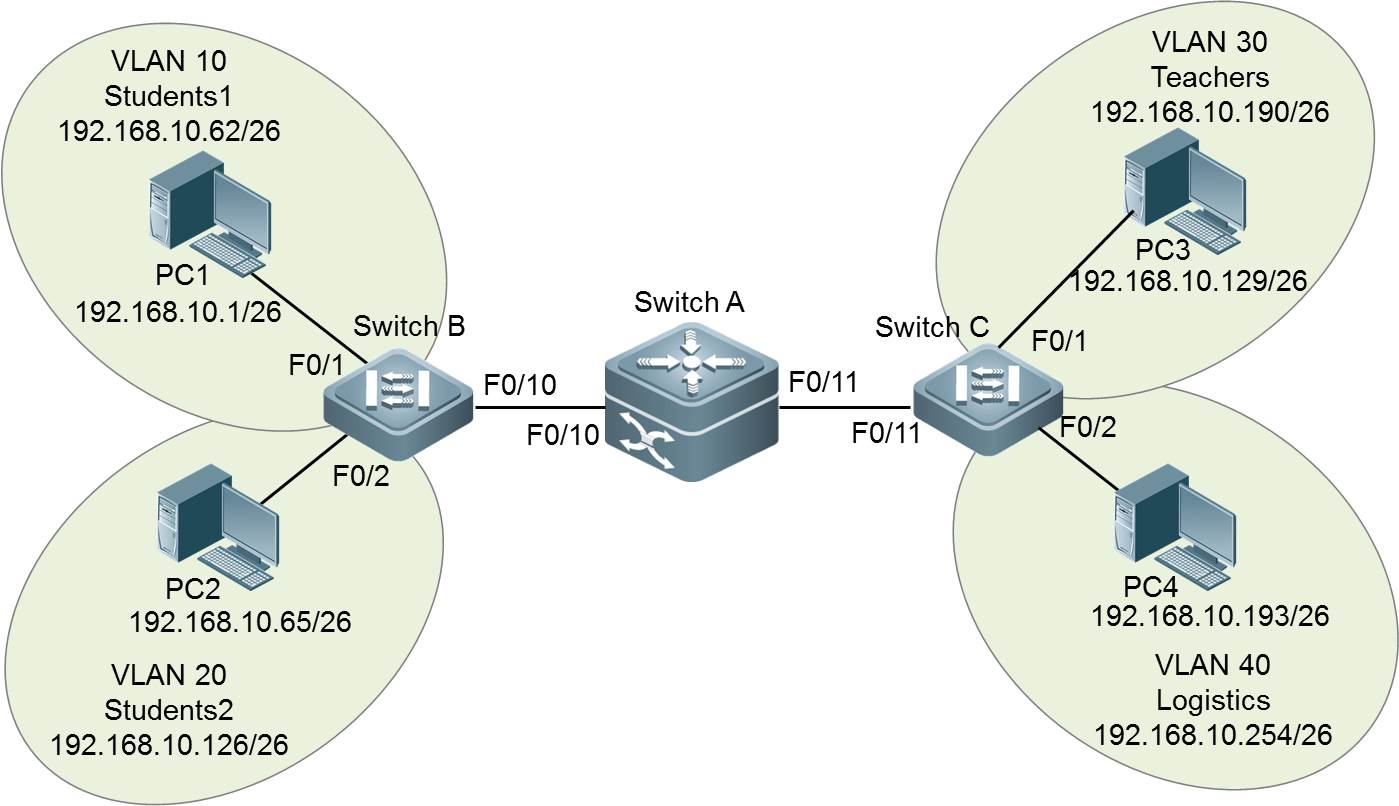 VLAN 10
Students1
192.168.10.62/26
PC1
192.168.10.1/26
F0/1
Switch B
F0/2
PC2
192.168.10.65/26
VLAN 20
Students2
192.168.10.126/26
F0/10
F0/10
Switch A
F0/11
F0/11
Switch C
VLAN 30
Teachers
192.168.10.190/26
PC3
192.168.10.129/26
F0/1
F0/2
PC4
192.168.10.193/26
VLAN 40
Logistics
192.168.10.254/26